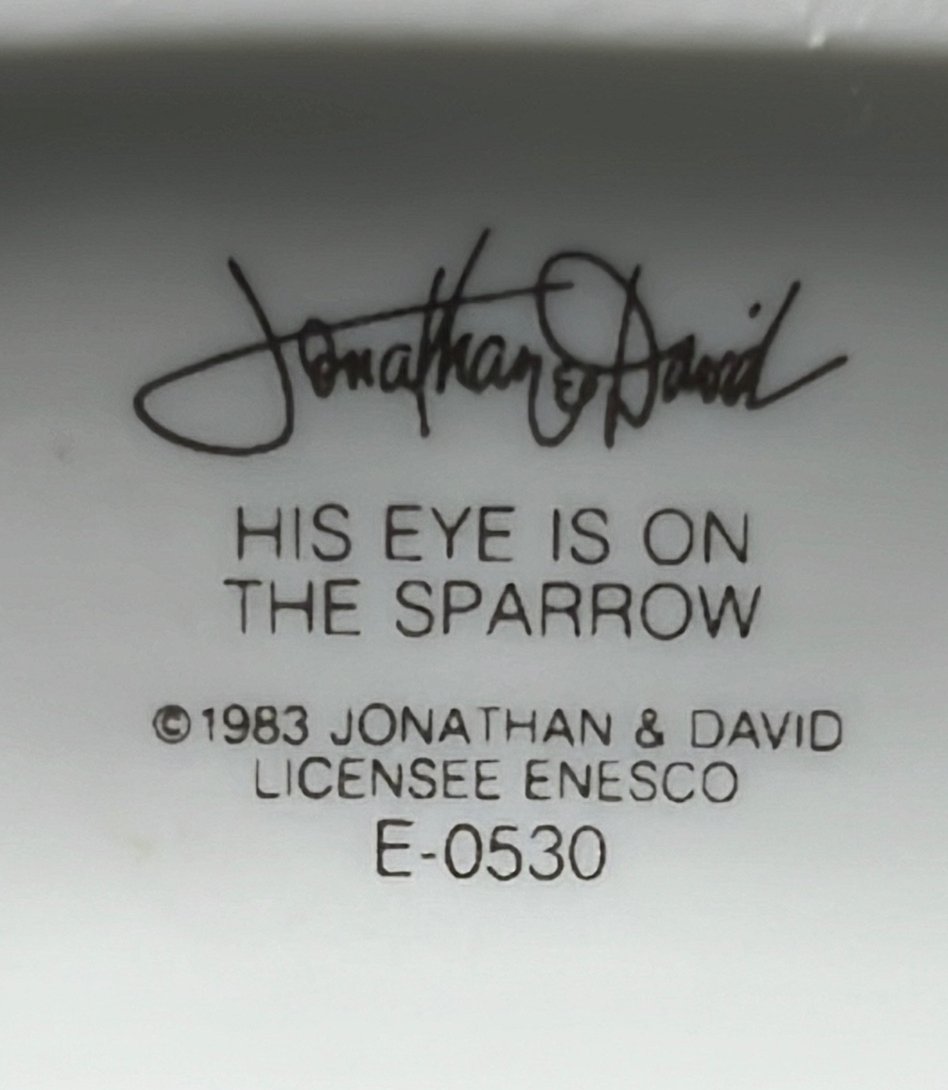 Jonathan & David
HIS EYE IS ON
THE SPARROW
©1983 JONATHAN & DAVID
LICENSEE ENESCO
E-0530